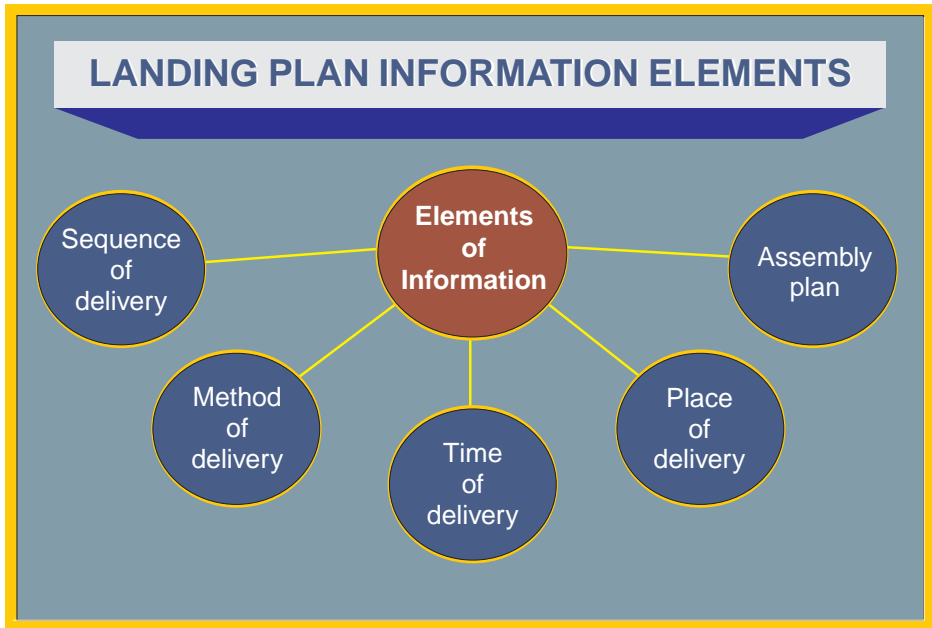 LANDING PLAN INFORMATION ELEMENTS
Elements
of
Information
Sequence
of
delivery
Method
of
delivery
Time
of
delivery
Place
of
delivery
Assembly
plan